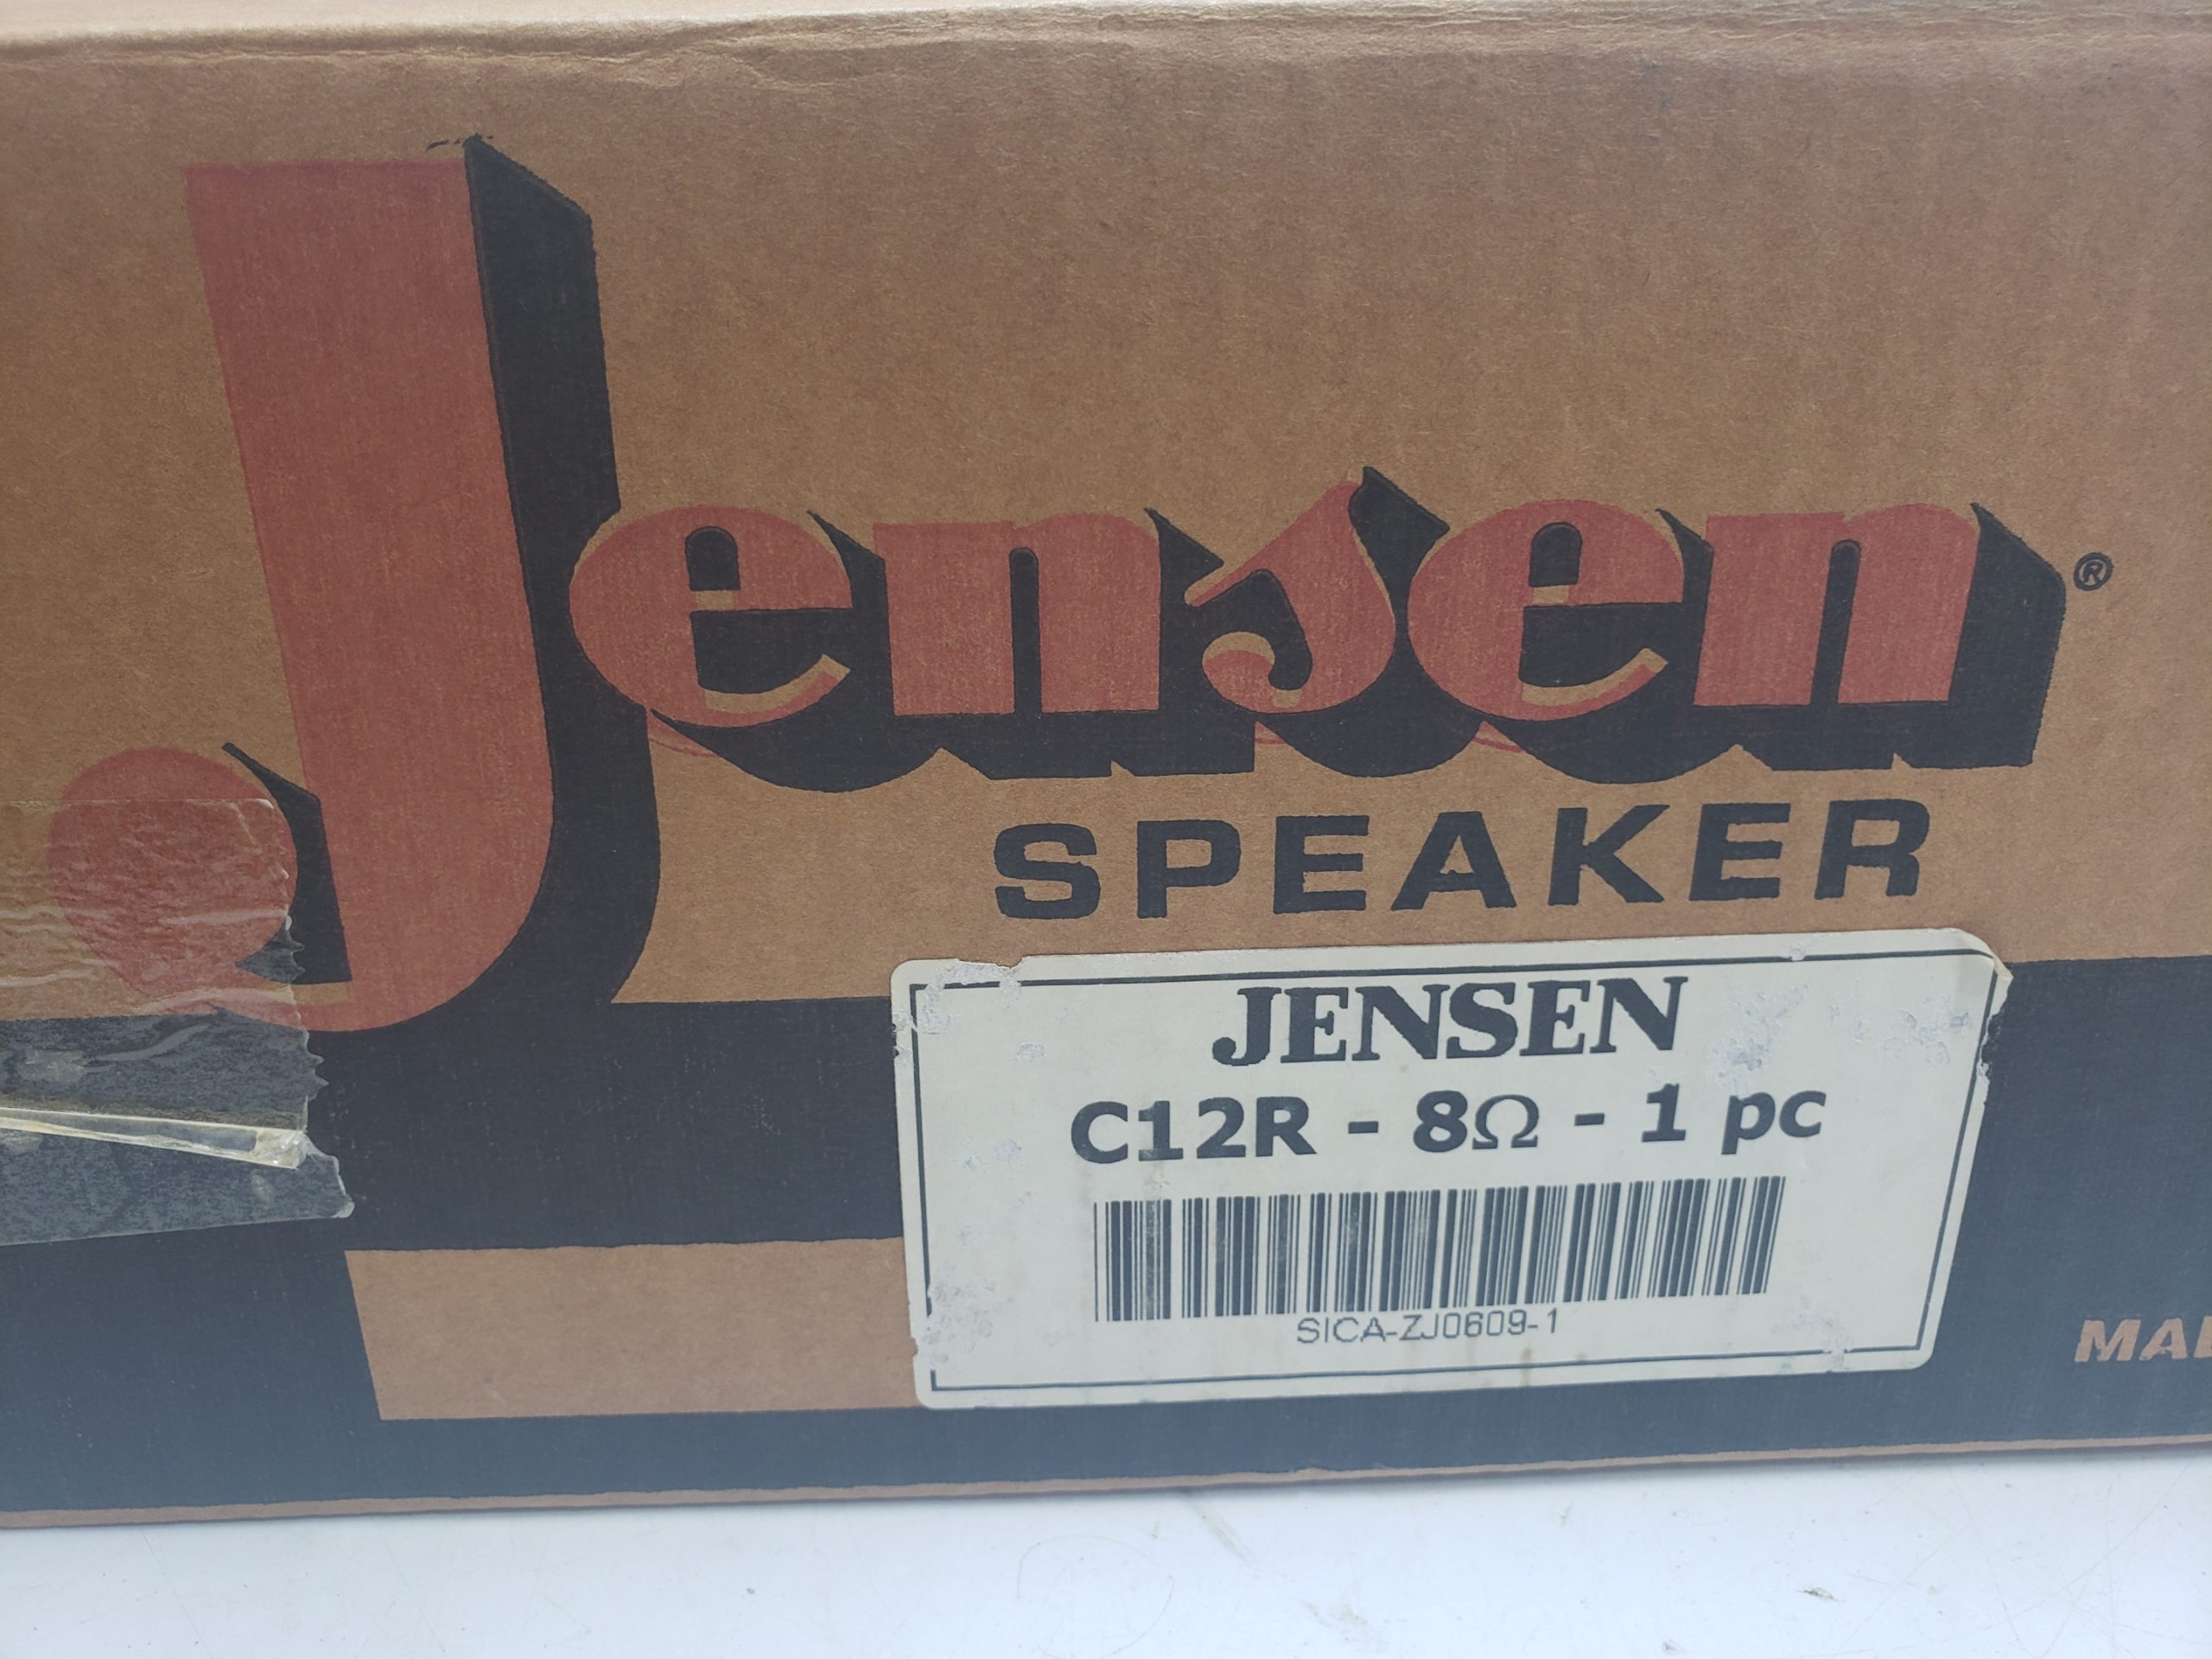 Jensen®
SPEAKER
JENSEN
C12R - 8Ω - 1 pc
SICA-ZJ0609-1